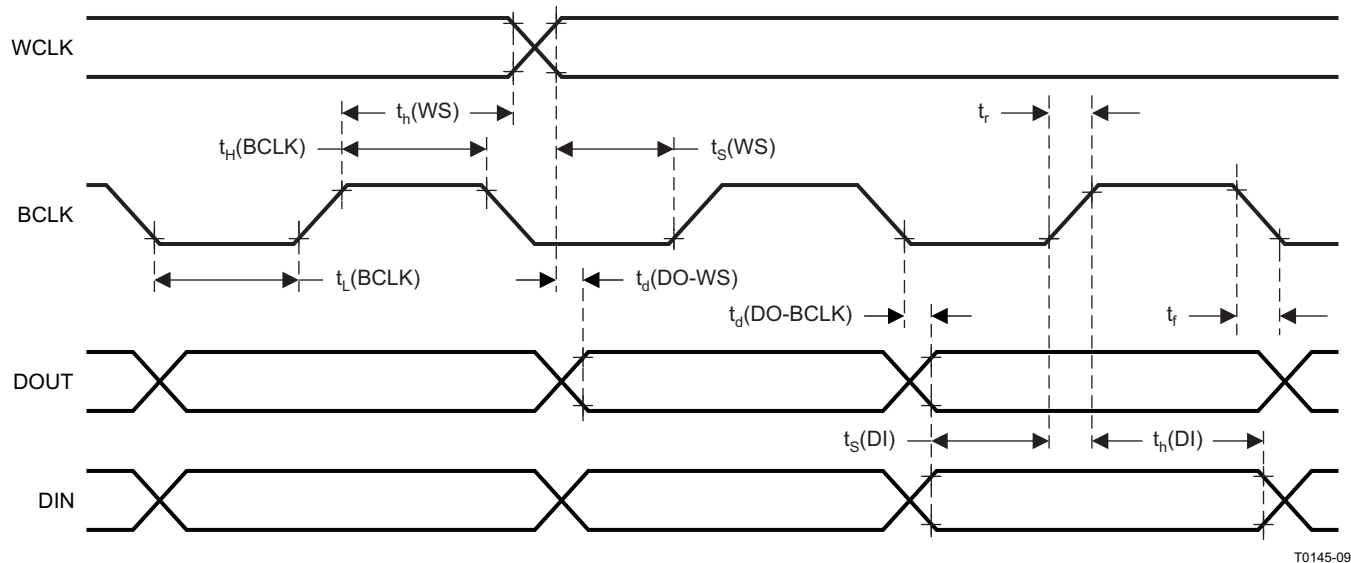 WCLK
t_h(WS)
t_r
t_H(BCLK)
t_S(WS)
BCLK
t_L(BCLK)
t_d(DO-WS)
t_d(DO-BCLK)
t_f
DOUT
t_S(DI)
t_h(DI)
DIN
T0145-09